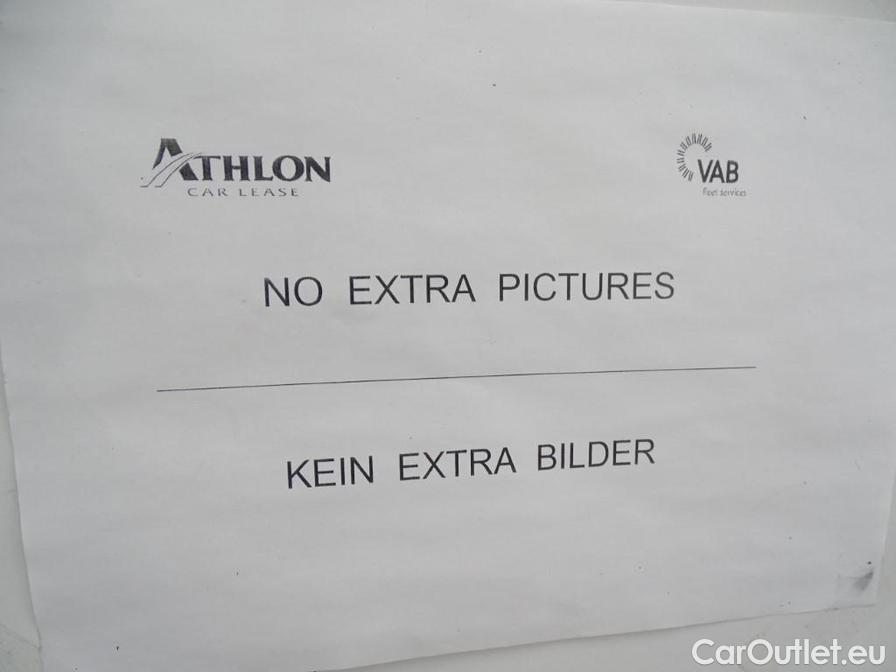 ATHLON
CAR LEASE
VAB
Fleet services
NO EXTRA PICTURES
KEIN EXTRA BILDER
CarOutlet.eu